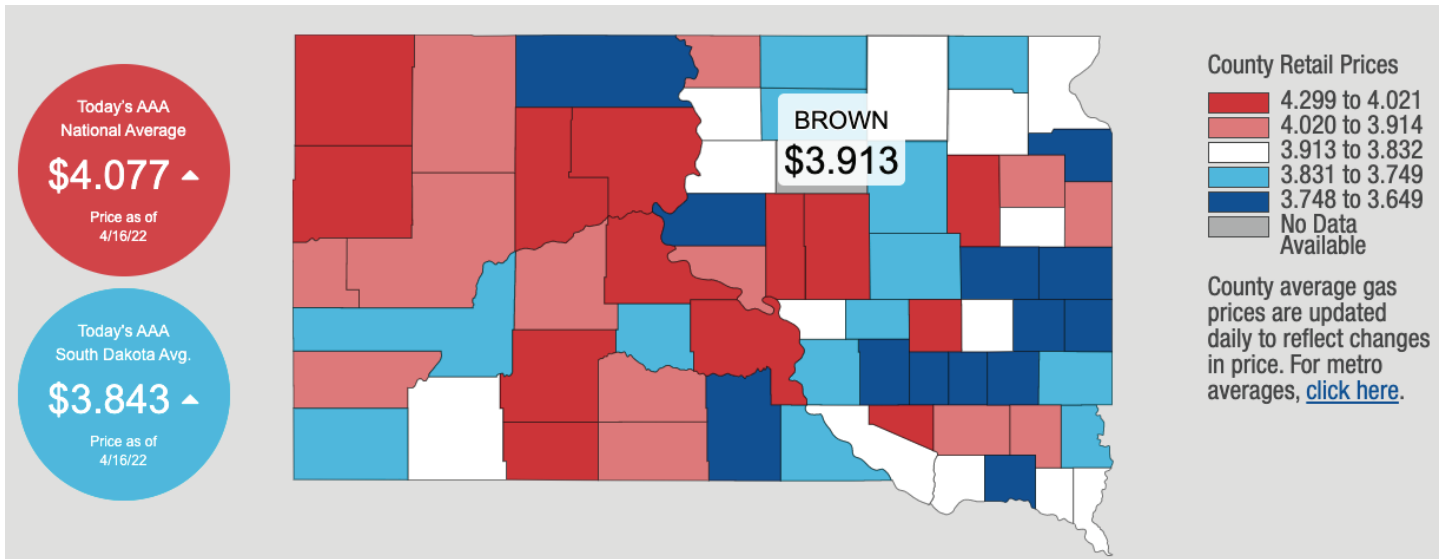 Today's AAA
National Average
$4.077
Price as of
4/16/22
Today's AAA
South Dakota Avg.
$3.843
Price as of
4/16/22
BROWN
$3.913
County Retail Prices
4.299 to 4.021
4.020 to 3.914
3.913 to 3.832
3.831 to 3.749
3.748 to 3.649
No Data
Available
County average gas
prices are updated
daily to reflect changes
in price. For metro
averages, click here.